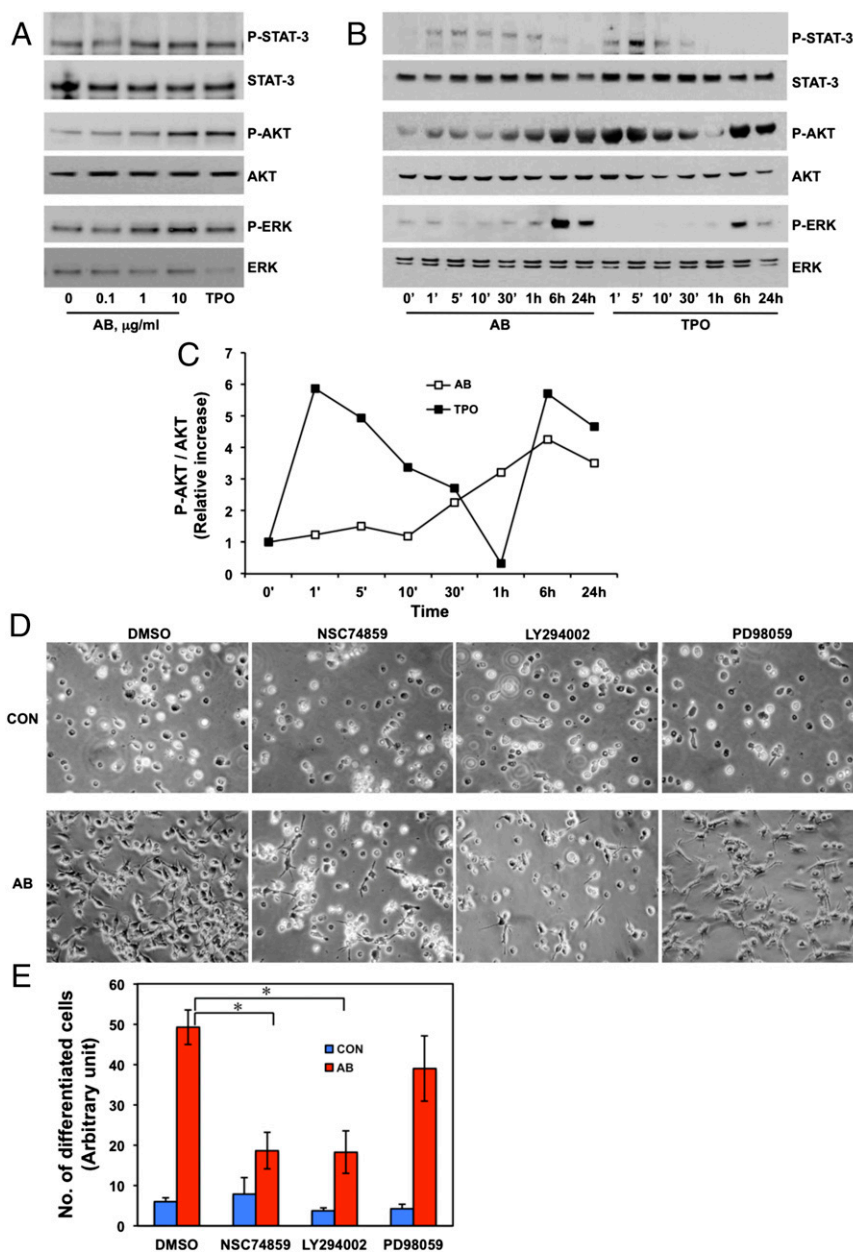 A
P-STAT-3
STAT-3
P-AKT
AKT
P-ERK
ERK
0 0.1 1 10 TPO
AB, µg/ml
B
P-STAT-3
STAT-3
P-AKT
AKT
P-ERK
ERK
0' 1' 5' 10' 30' 1h 6h 24h 1' 5' 10' 30' 1h 6h 24h
AB TPO
C
7
6
5
4
3
2
1
0
P-AKT / AKT
(Relative increase)
AB
TPO
0' 1' 5' 10' 30' 1h 6h 24h
Time
D
DMSO NSC74859 LY294002 PD98059
CON
AB
E
60
50
40
30
20
10
0
No. of differentiated cells
(Arbitrary unit)
* 
*
CON
AB
DMSO NSC74859 LY294002 PD98059